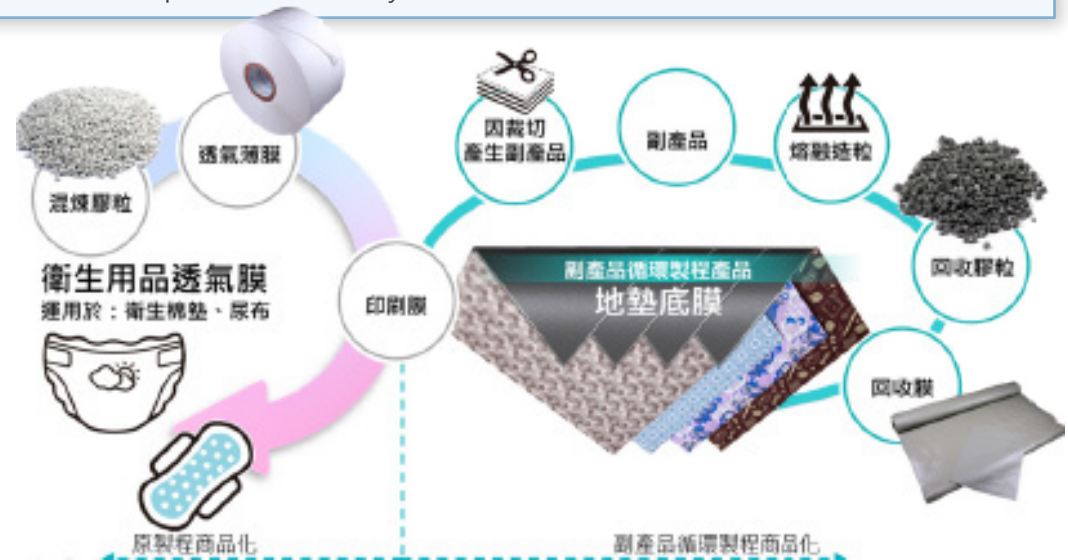 混煉膠粒
透氣薄膜
衛生用品透氣膜
運用於：衛生棉墊、尿布
印刷膜
因裁切
產生副產品
副產品
熔融造粒
回收膠粒
回收膜
副產品循環製程產品
地墊底膜
原製程商品化
副產品循環製程商品化